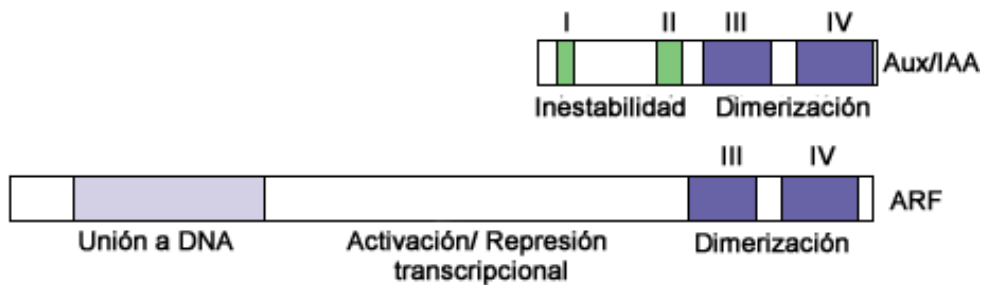 I II III IV
Aux/IAA
Inestabilidad Dimerización
III IV
ARF
Unión a DNA Activación/ Represión transcripcional Dimerización